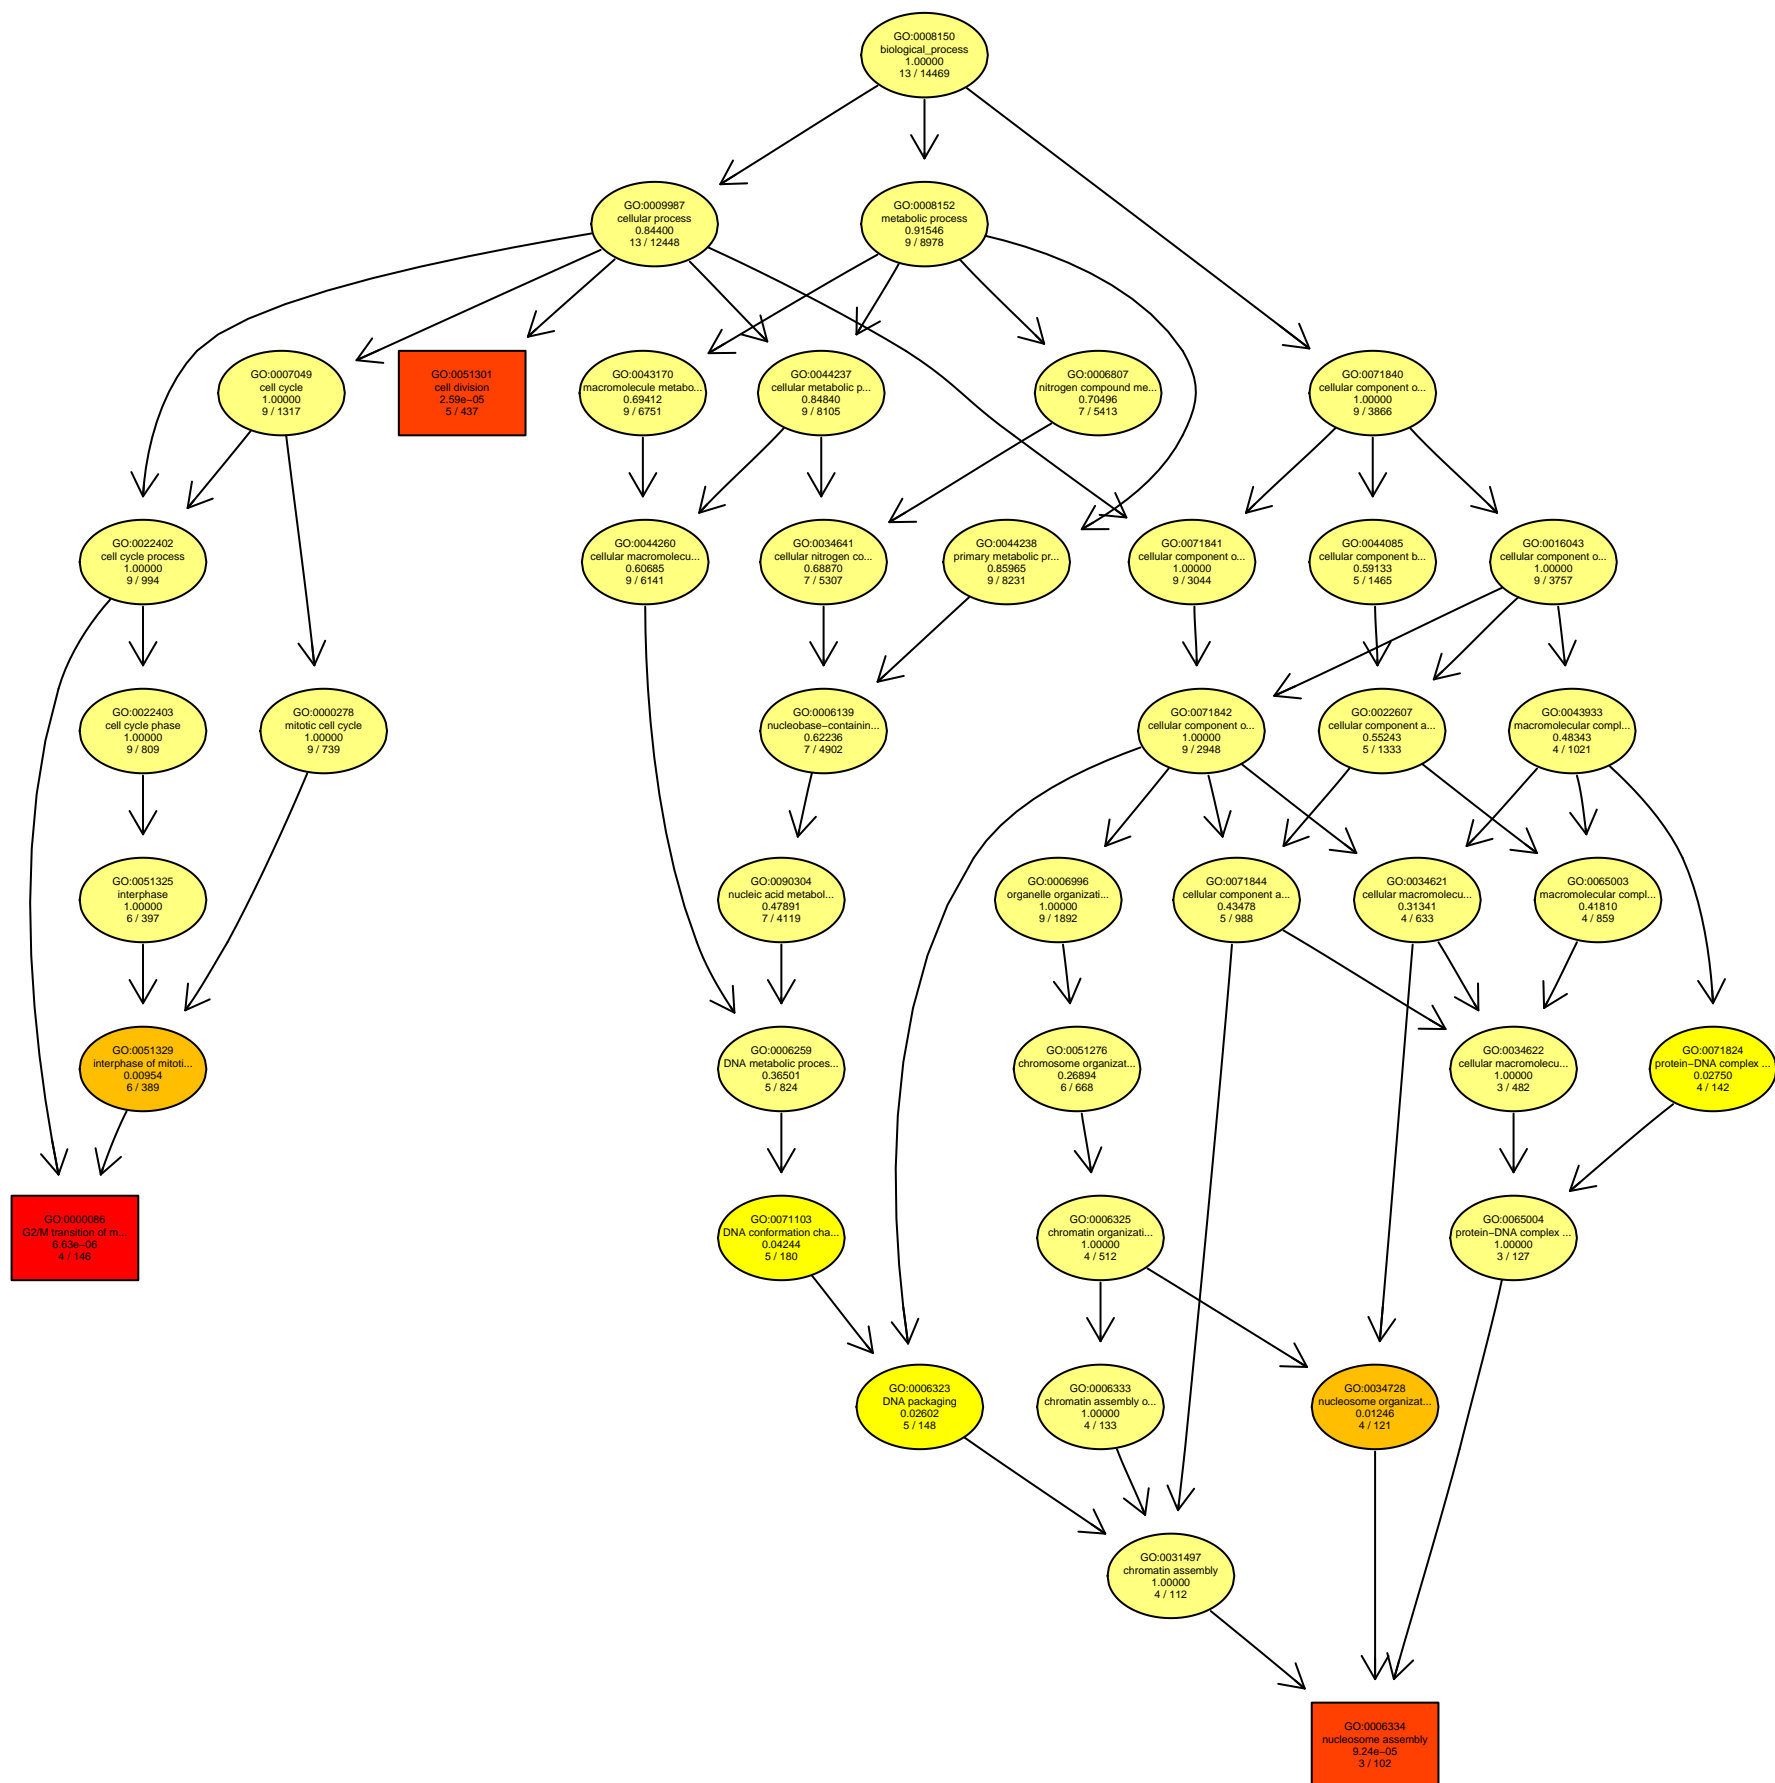 GO:0008150
biological_process
1.00000
13 / 14469
GO:0009987
cellular process
0.84400
13 / 12448
GO:0008152
metabolic process
0.91546
9 / 8978
GO:0007049
cell cycle
1.00000
9 / 1317
GO:0051301
cell division
2.59e−05
5 / 437
GO:0043170
macromolecule metabo...
0.69412
9 / 6751
GO:0044237
cellular metabolic p...
0.84840
9 / 8105
GO:0006807
nitrogen compound me...
0.70496
7 / 5413
GO:0071840
cellular component o...
1.00000
9 / 3866
GO:0022402
cell cycle process
1.00000
9 / 994
GO:0044260
cellular macromolecu...
0.60685
9 / 6141
GO:0034641
cellular nitrogen co...
0.68870
7 / 5307
GO:0044238
primary metabolic pr...
0.85965
9 / 8231
GO:0071841
cellular component o...
1.00000
9 / 3044
GO:0044085
cellular component b...
0.59133
5 / 1465
GO:0016043
cellular component o...
1.00000
9 / 3757
GO:0022403
cell cycle phase
1.00000
9 / 809
GO:0000278
mitotic cell cycle
1.00000
9 / 739
GO:0006139
nucleobase−containin...
0.62236
7 / 4902
GO:0071842
cellular component o...
1.00000
9 / 2948
GO:0022607
cellular component a...
0.55243
5 / 1333
GO:0043933
macromolecular compl...
0.48343
4 / 1021
GO:0051325
interphase
1.00000
6 / 397
GO:0090304
nucleic acid metabol...
0.47891
7 / 4119
GO:0006996
organelle organizati...
1.00000
9 / 1892
GO:0071844
cellular component a...
0.43478
5 / 988
GO:0034621
cellular macromolecu...
0.31341
4 / 633
GO:0065003
macromolecular compl...
0.41810
4 / 859
GO:0051329
interphase of mitoti...
0.00954
6 / 389
GO:0006259
DNA metabolic proces...
0.36501
5 / 824
GO:0051276
chromosome organizat...
0.26894
6 / 668
GO:0034622
cellular macromolecu...
1.00000
3 / 482
GO:0071824
protein−DNA complex ...
0.02750
4 / 142
GO:0000086
G2/M transition of m...
6.63e−06
4 / 146
GO:0071103
DNA conformation cha...
0.04244
5 / 180
GO:0006325
chromatin organizati...
1.00000
4 / 512
GO:0065004
protein−DNA complex ...
1.00000
3 / 127
GO:0006323
DNA packaging
0.02602
5 / 148
GO:0006333
chromatin assembly o...
1.00000
4 / 133
GO:0034728
nucleosome organizat...
0.01246
4 / 121
GO:0031497
chromatin assembly
1.00000
4 / 112
GO:0006334
nucleosome assembly
9.24e−05
3 / 102